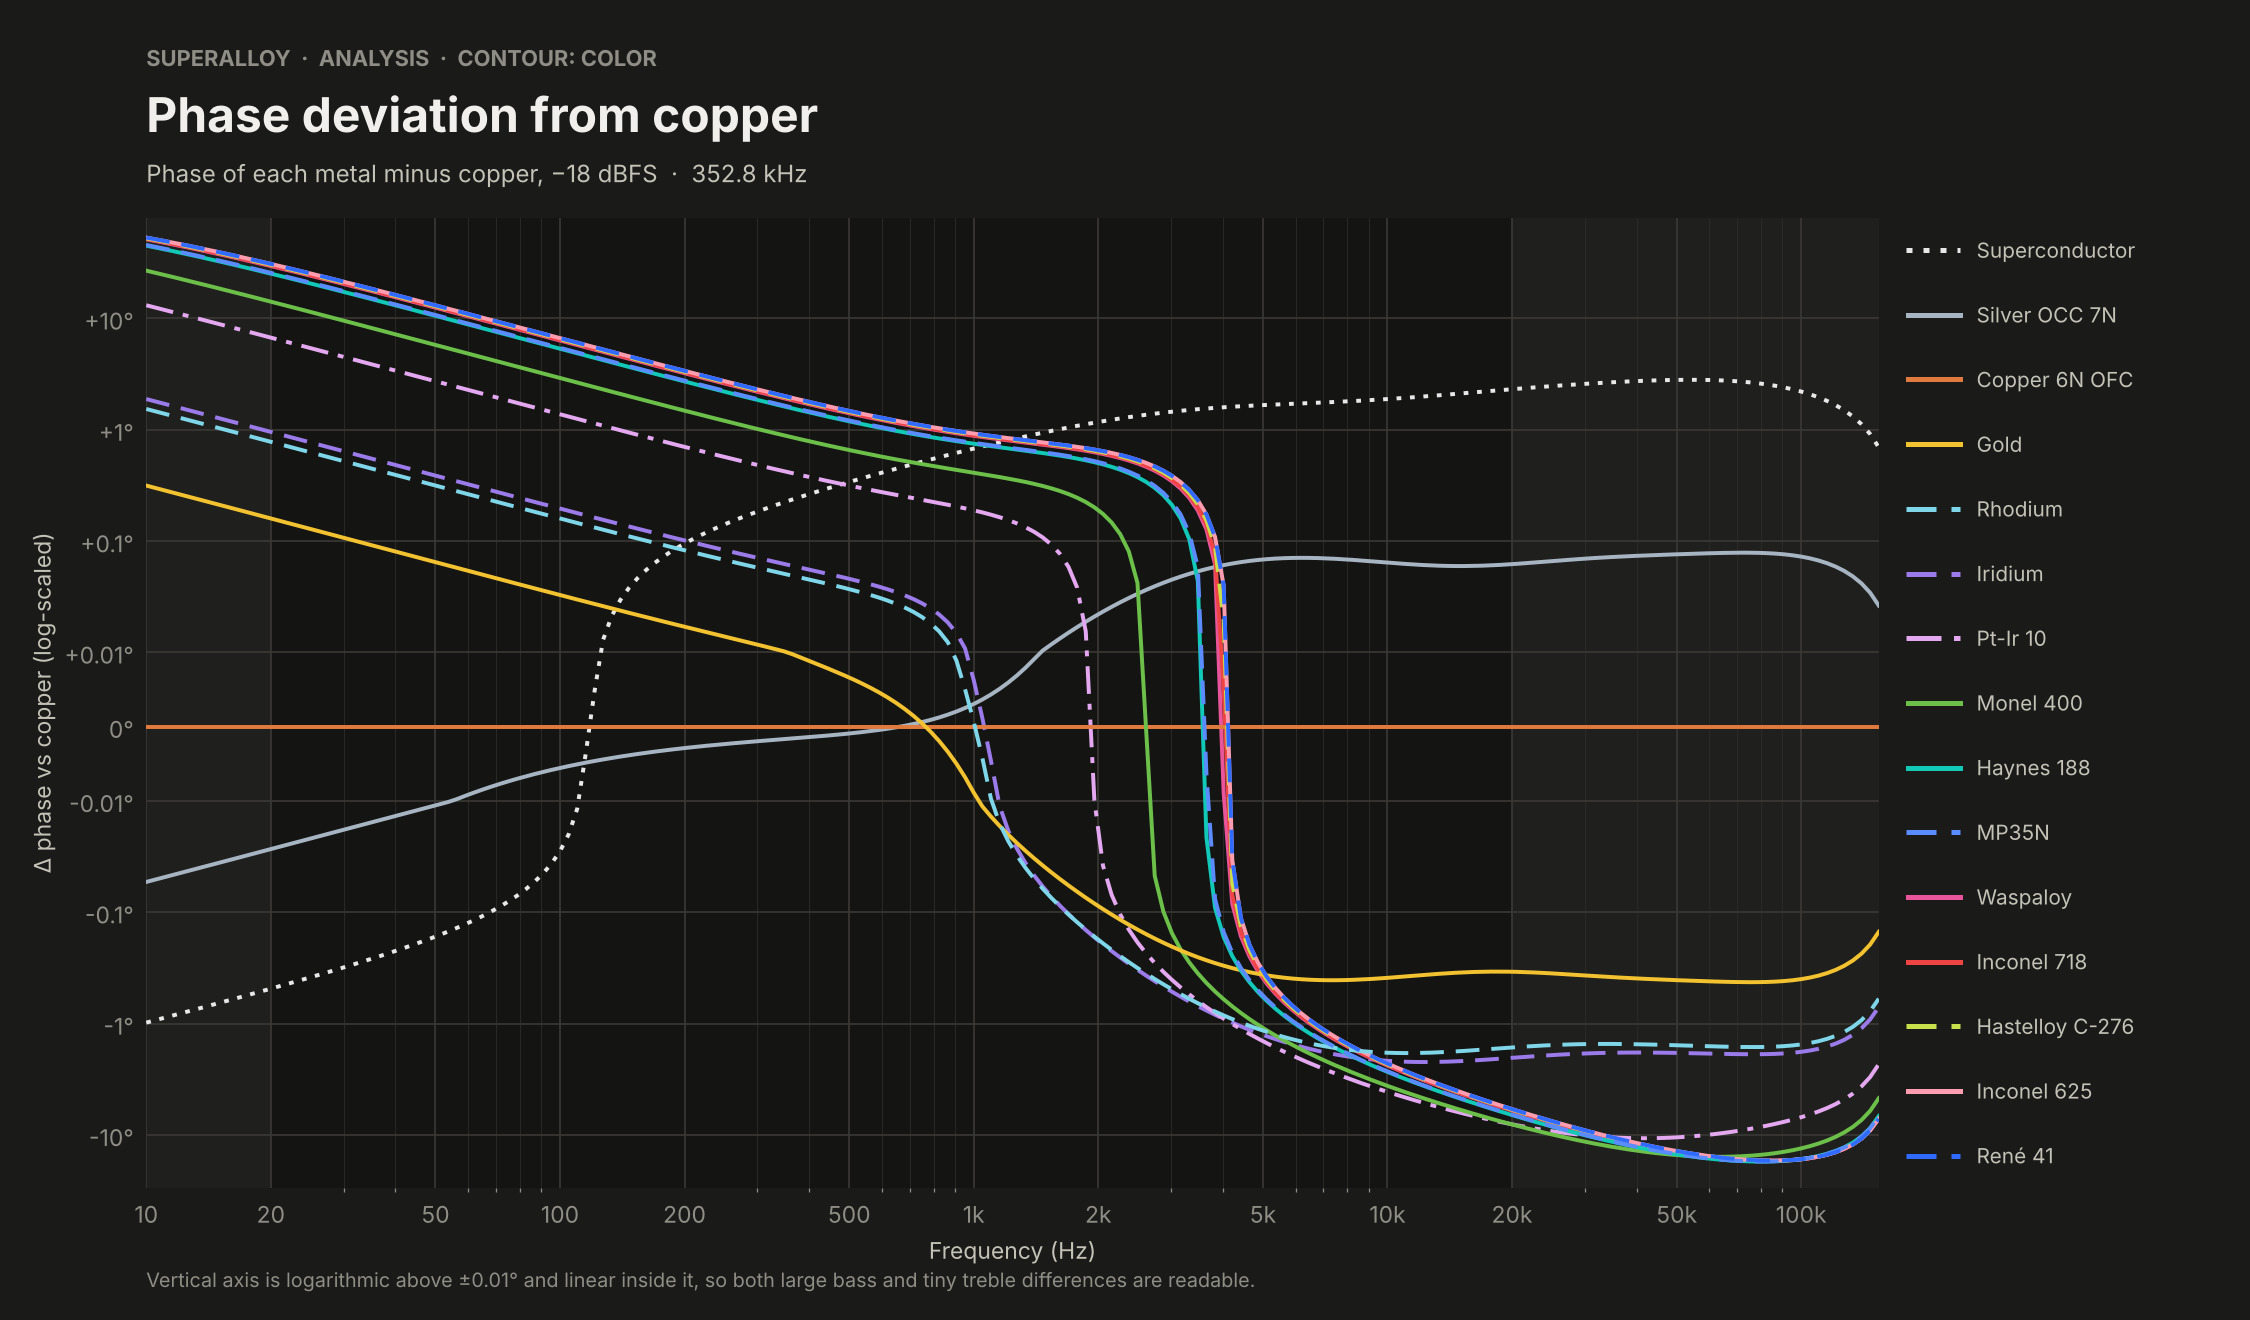 SUPERALLOY · ANALYSIS · CONTOUR: COLOR
Phase deviation from copper
Phase of each metal minus copper, −18 dBFS · 352.8 kHz
Δ phase vs copper (log-scaled)
+10°
+1°
+0.1°
+0.01°
0°
-0.01°
-0.1°
-1°
-10°
Superconductor
Silver OCC 7N
Copper 6N OFC
Gold
Rhodium
Iridium
Pt-Ir 10
Monel 400
Haynes 188
MP35N
Waspaloy
Inconel 718
Hastelloy C-276
Inconel 625
René 41
10 20 50 100 200 500 1k 2k 5k 10k 20k 50k 100k
Frequency (Hz)
Vertical axis is logarithmic above ±0.01° and linear inside it, so both large bass and tiny treble differences are readable.